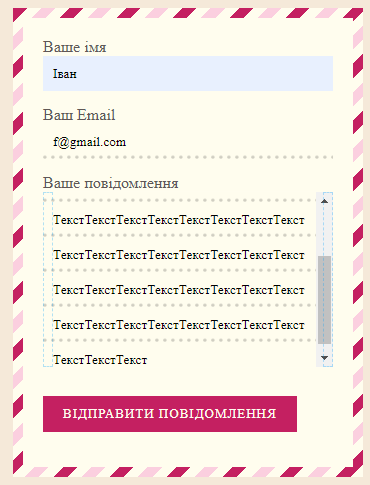 Ваше імя
Іван
Ваш Email
f@gmail.com
Ваше повідомлення
ТекстТекстТекстТекстТекстТекстТекстТекст
ТекстТекстТекстТекстТекстТекстТекстТекст
ТекстТекстТекстТекстТекстТекстТекстТекст
ТекстТекстТекстТекстТекстТекстТекстТекст
ТекстТекстТекст
ВІДПРАВИТИ ПОВІДОМЛЕННЯ